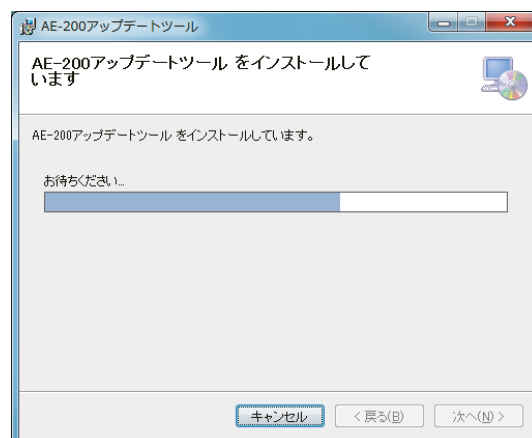 AE-200アップデートツール
AE-200アップデートツール をインストールして
います
AE-200アップデートツール をインストールしています。
お待ちください...
キャンセル
< 戻る(B)
次へ(N) >